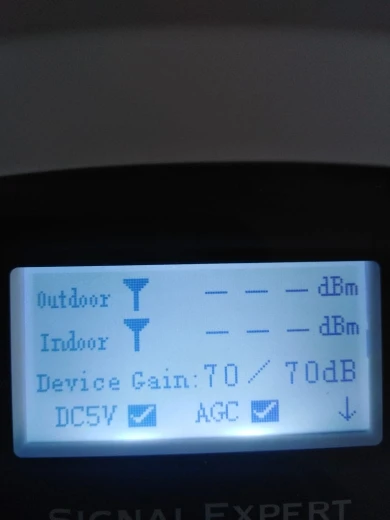 Outdoor — — — dBm
Indoor — — — dBm
Device Gain:70/ 70dB
DC5V ☑ AGC ☑ ↓
SIGNAL EXPERT